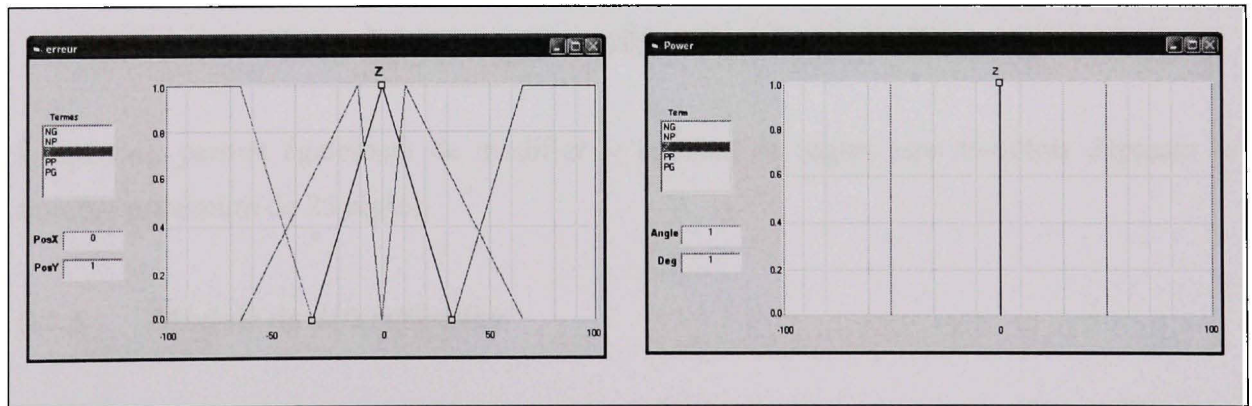 erreur
Z
1.0
Termes
NG
NP
PP
PG
0.8
0.6
0.4
0.2
0.0
PosX 0
PosY 1
-100 -50 0 50 100
Power
Z
1.0
Term
NG
NP
PP
PG
0.8
0.6
0.4
0.2
0.0
Angle 1
Deg 1
-100 0 100